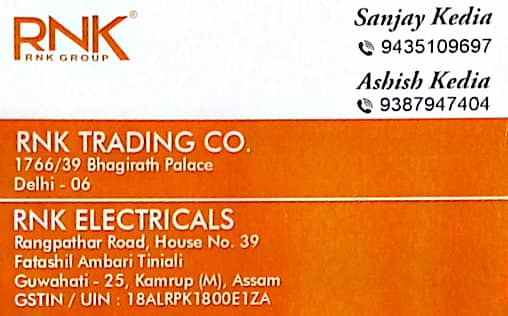 RNK®
RNK GROUP
Sanjay Kedia
9435109697
Ashish Kedia
9387947404
RNK TRADING CO.
1766/39 Bhagirath Palace
Delhi - 06
RNK ELECTRICALS
Rangpathar Road, House No. 39
Fatashil Ambari Tiniali
Guwahati - 25, Kamrup (M), Assam
GSTIN / UIN : 18ALRPK1800E1ZA